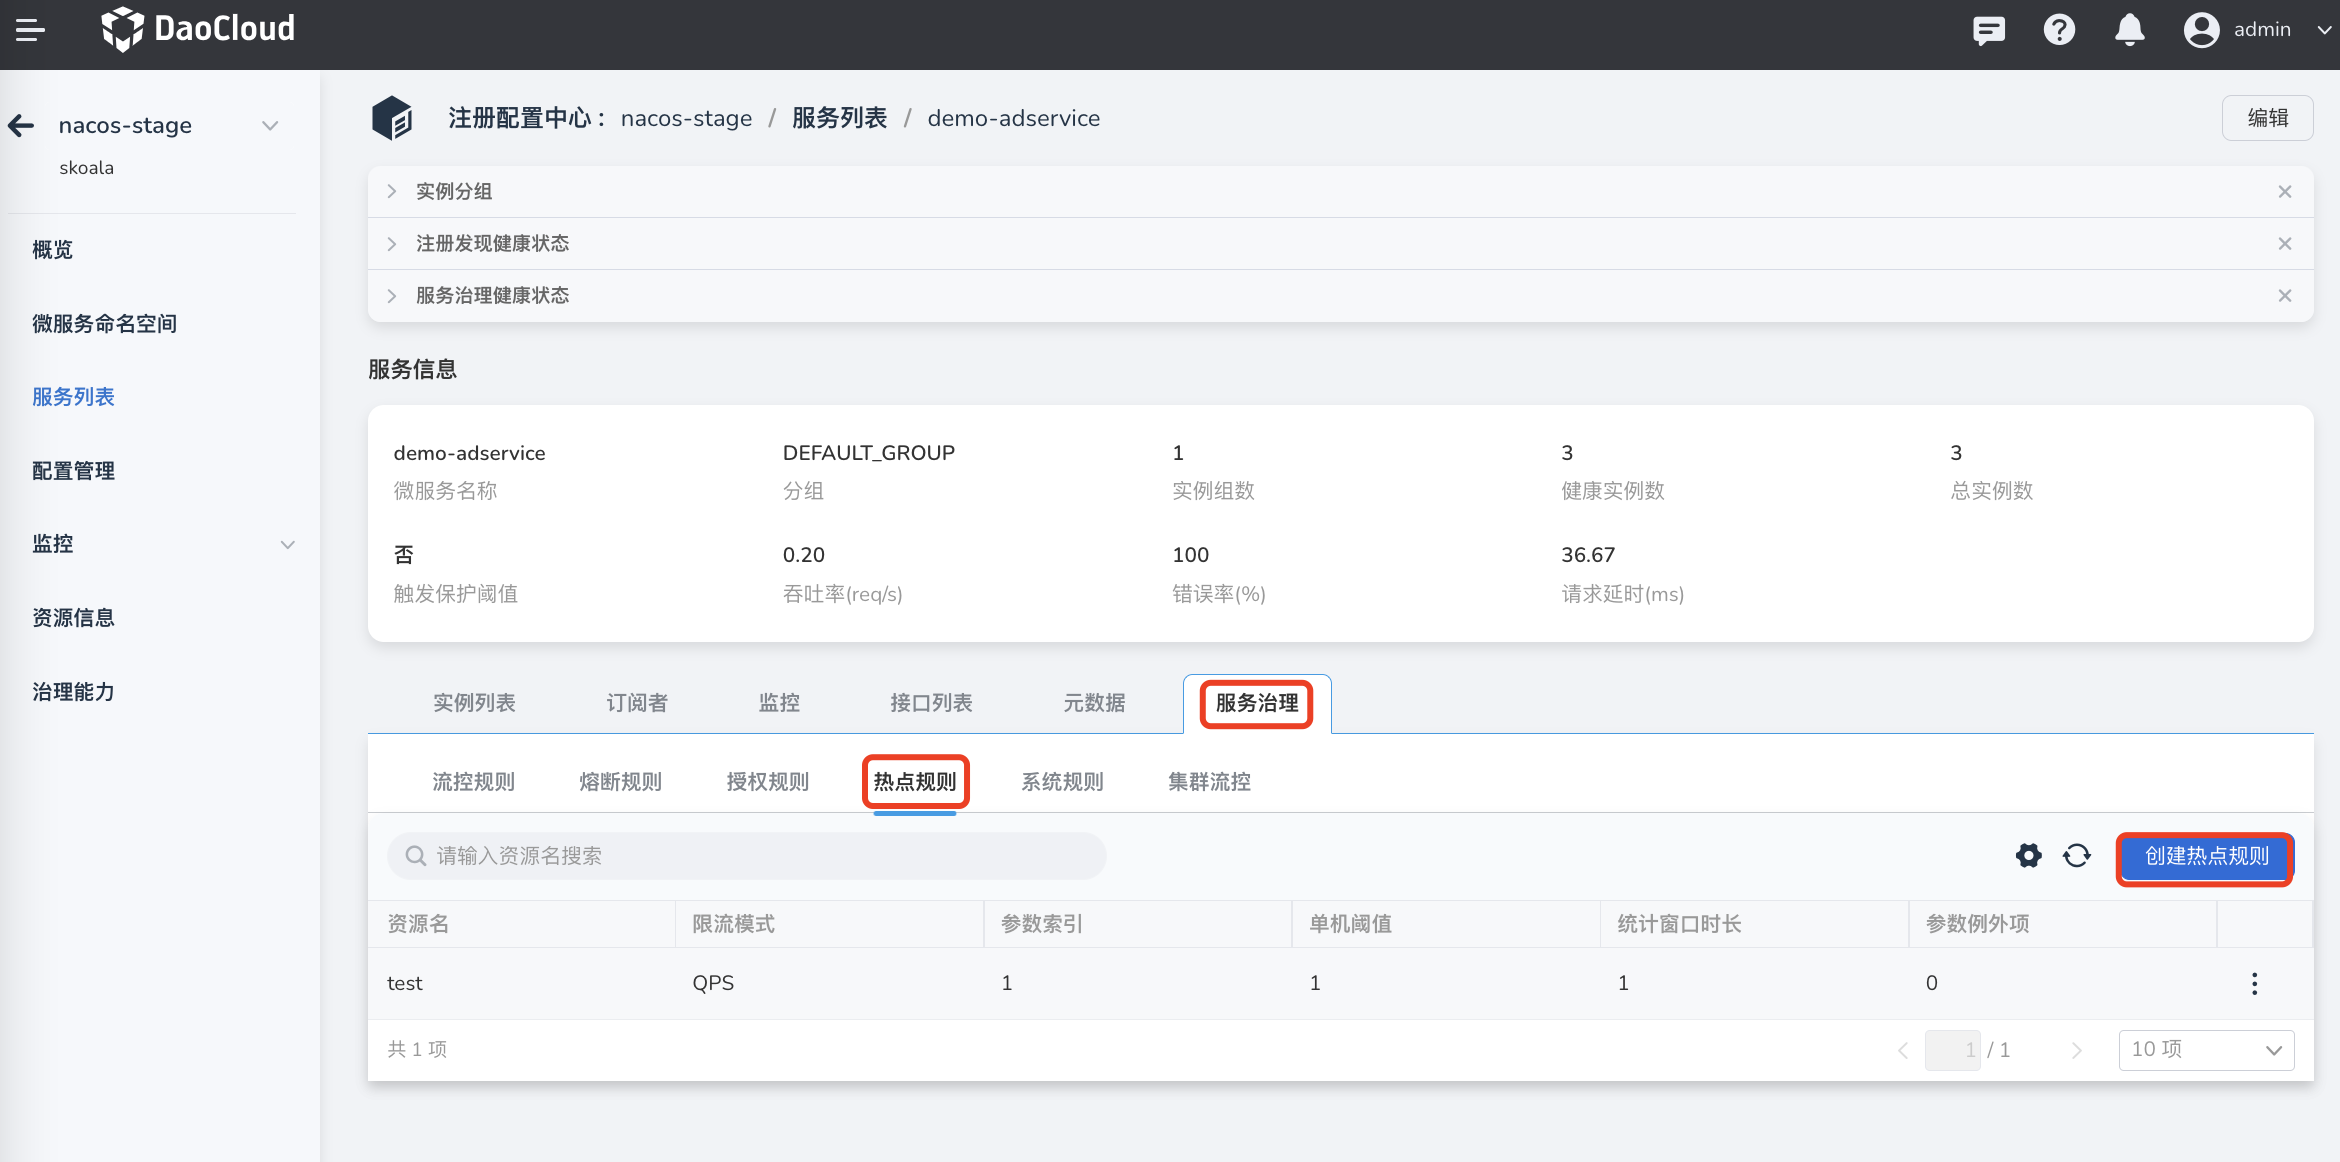 DaoCloud
admin
nacos-stage
skoala
概览
微服务命名空间
服务列表
配置管理
监控
资源信息
治理能力
注册配置中心： nacos-stage / 服务列表 / demo-adservice
编辑
实例分组
注册发现健康状态
服务治理健康状态
服务信息
demo-adservice DEFAULT_GROUP 1 3 3
微服务名称 分组 实例组数 健康实例数 总实例数
否 0.20 100 36.67
触发保护阈值 吞吐率(req/s) 错误率(%) 请求延时(ms)
实例列表 订阅者 监控 接口列表 元数据 服务治理
流控规则 熔断规则 授权规则 热点规则 系统规则 集群流控
请输入资源名搜索 创建热点规则
资源名 限流模式 参数索引 单机阈值 统计窗口时长 参数例外项
test QPS 1 1 1 0
共 1 项 1 / 1 10 项